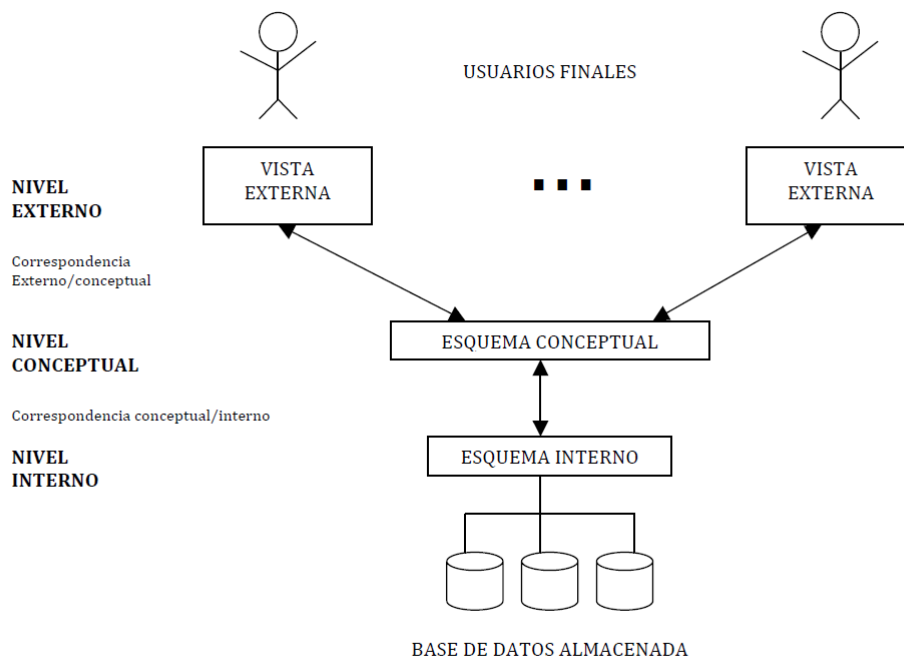 USUARIOS FINALES
VISTA
EXTERNA
VISTA
EXTERNA
NIVEL
EXTERNO
Correspondencia
Externo/conceptual
ESQUEMA CONCEPTUAL
NIVEL
CONCEPTUAL
Correspondencia conceptual/interno
NIVEL
INTERNO
ESQUEMA INTERNO
BASE DE DATOS ALMACENADA